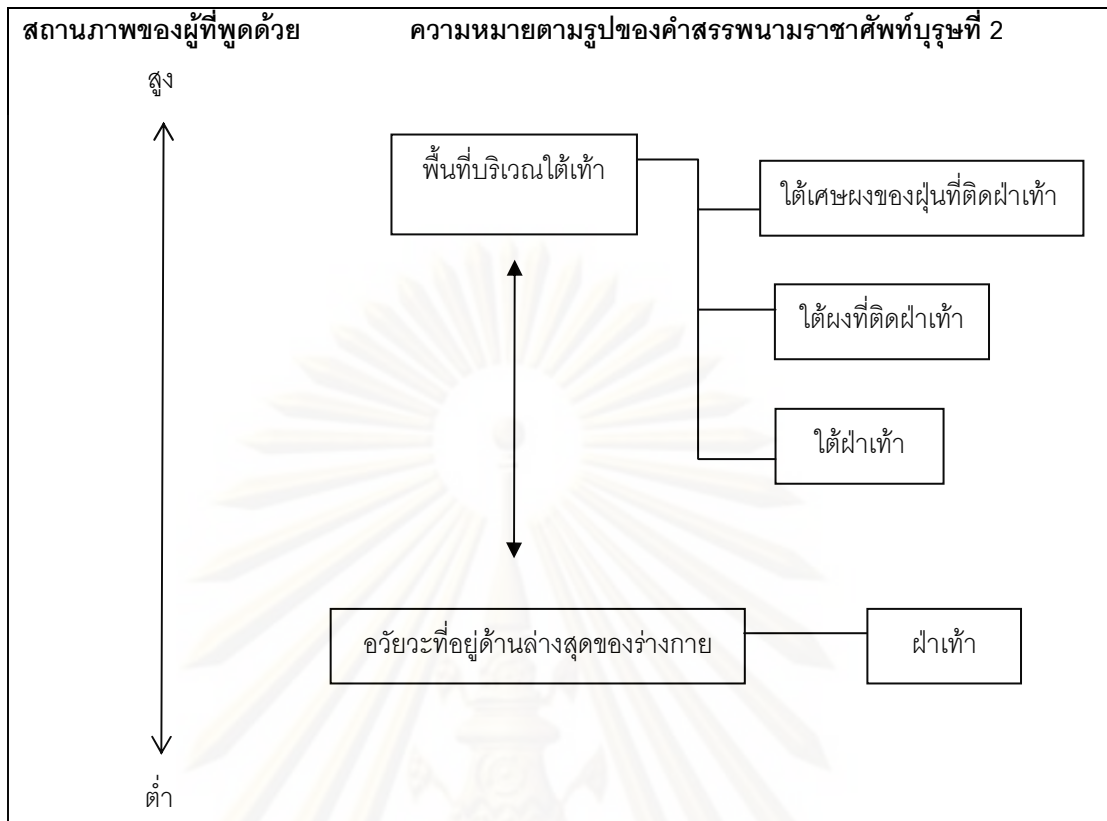 สถานภาพของผู้ที่พูดด้วย
ความหมายตามรูปของคำสรรพนามราชาศัพท์บุรุษที่ 2
สูง
พื้นที่บริเวณใต้เท้า
ใต้เศษผงของฝุ่นที่ติดฝ่าเท้า
ใต้ผงที่ติดฝ่าเท้า
ใต้ฝ่าเท้า
อวัยวะที่อยู่ด้านล่างสุดของร่างกาย
ฝ่าเท้า
ต่ำ